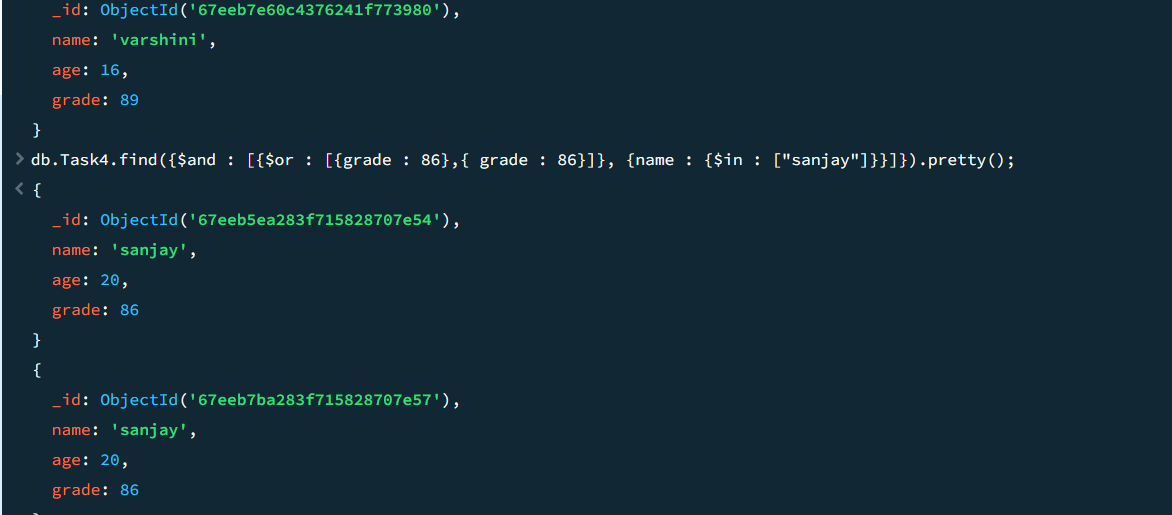 _id: ObjectId('67eeb7e60c4376241f773980'),
name: 'varshini',
age: 16,
grade: 89
}
> db.Task4.find({$and : [{$or : [{grade : 86},{ grade : 86}]}, {name : {$in : ["sanjay"]}}]}).pretty();
< {
_id: ObjectId('67eeb5ea283f715828707e54'),
name: 'sanjay',
age: 20,
grade: 86
}
{
_id: ObjectId('67eeb7ba283f715828707e57'),
name: 'sanjay',
age: 20,
grade: 86